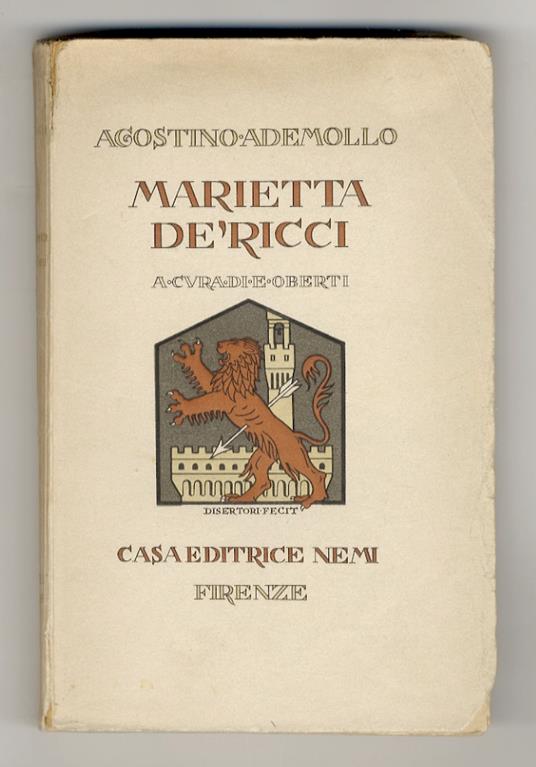 AGOSTINO·ADEMOLLO
MARIETTA
DE'RICCI
A·CVRA·DI·E·OBERTI
DISERTORI·FECIT
CASA EDITRICE NEMI
FIRENZE